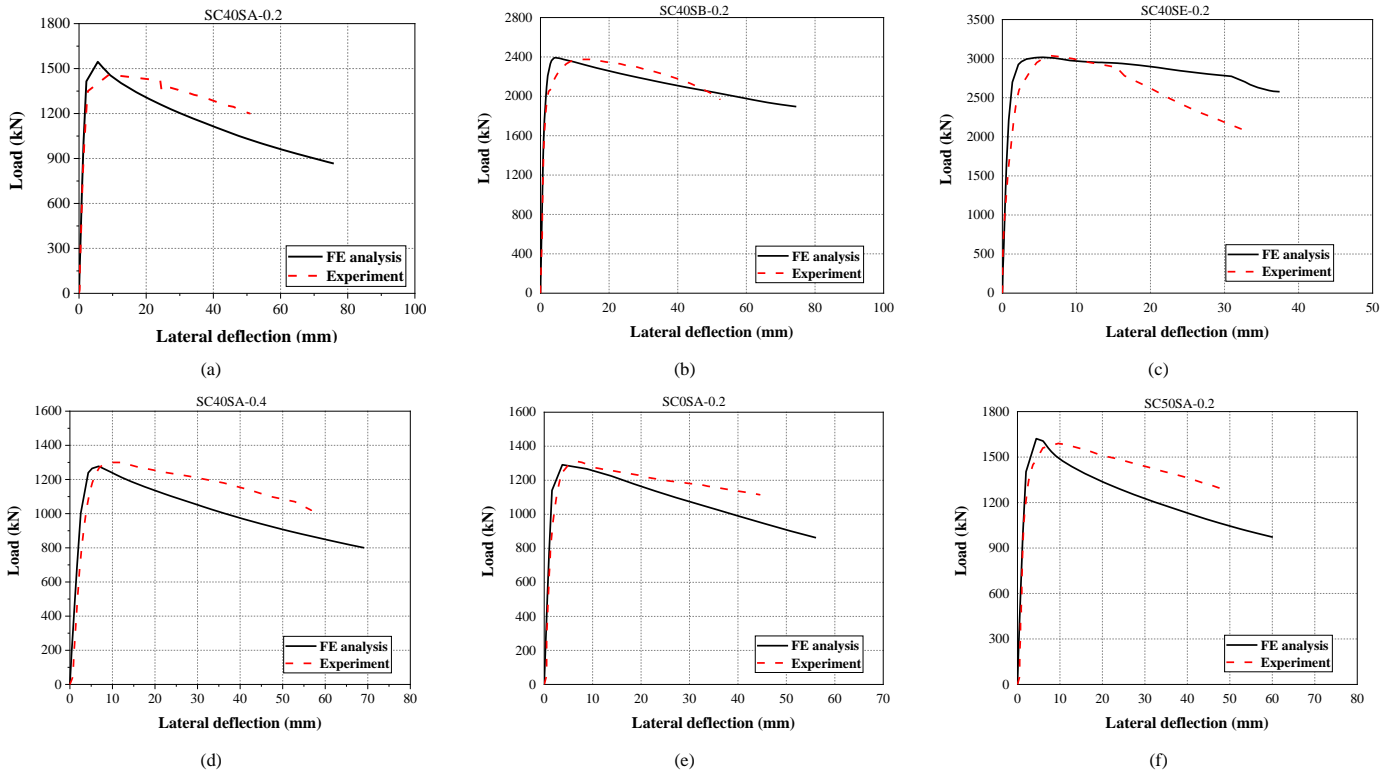 SC40SA-0.2
1800
1500
1200
900
600
300
0
Load (kN)
0 20 40 60 80 100
Lateral deflection (mm)
FE analysis
Experiment
(a)
SC40SB-0.2
2800
2400
2000
1600
1200
800
400
0
Load (kN)
0 20 40 60 80 100
Lateral deflection (mm)
FE analysis
Experiment
(b)
SC40SE-0.2
3500
3000
2500
2000
1500
1000
500
0
Load (kN)
0 10 20 30 40 50
Lateral deflection (mm)
FE analysis
Experiment
(c)
SC40SA-0.4
1600
1400
1200
1000
800
600
400
200
0
Load (kN)
0 10 20 30 40 50 60 70 80
Lateral deflection (mm)
FE analysis
Experiment
(d)
SC0SA-0.2
1600
1400
1200
1000
800
600
400
200
0
Load (kN)
0 10 20 30 40 50 60 70
Lateral deflection (mm)
FE analysis
Experiment
(e)
SC50SA-0.2
1800
1500
1200
900
600
300
0
Load (kN)
0 10 20 30 40 50 60 70 80
Lateral deflection (mm)
FE analysis
Experiment
(f)